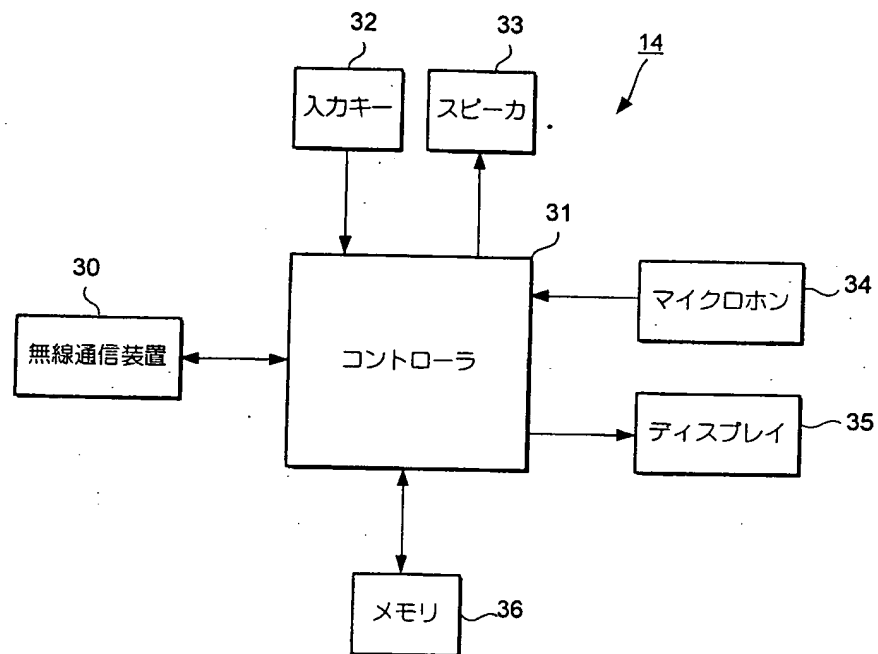 32
33
14
入力キー
スピーカ
31
30
マイクロホン
34
無線通信装置
コントローラ
ディスプレイ
35
メモリ
36